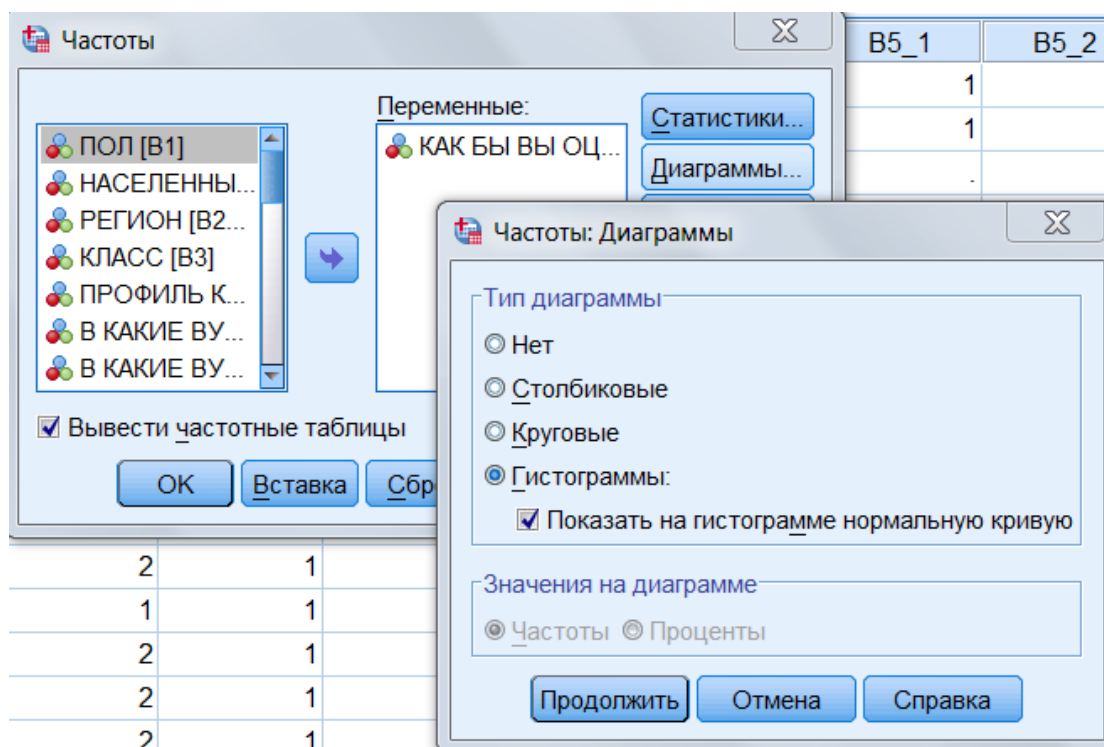 Частоты
B5_1
B5_2
1
1
.
Переменные:
ПОЛ [B1]
НАСЕЛЕННЫ...
РЕГИОН [B2...
КЛАСС [B3]
ПРОФИЛЬ К...
В КАКИЕ ВУ...
В КАКИЕ ВУ...
КАК БЫ ВЫ ОЦ...
Статистики...
Диаграммы...
Вывести частотные таблицы
OK
Вставка
Сбр
Частоты: Диаграммы
Тип диаграммы
Нет
Столбиковые
Круговые
Гистограммы:
Показать на гистограмме нормальную кривую
Значения на диаграмме
Частоты Проценты
Продолжить Отмена Справка
2 1
1 1
2 1
2 1
2 1